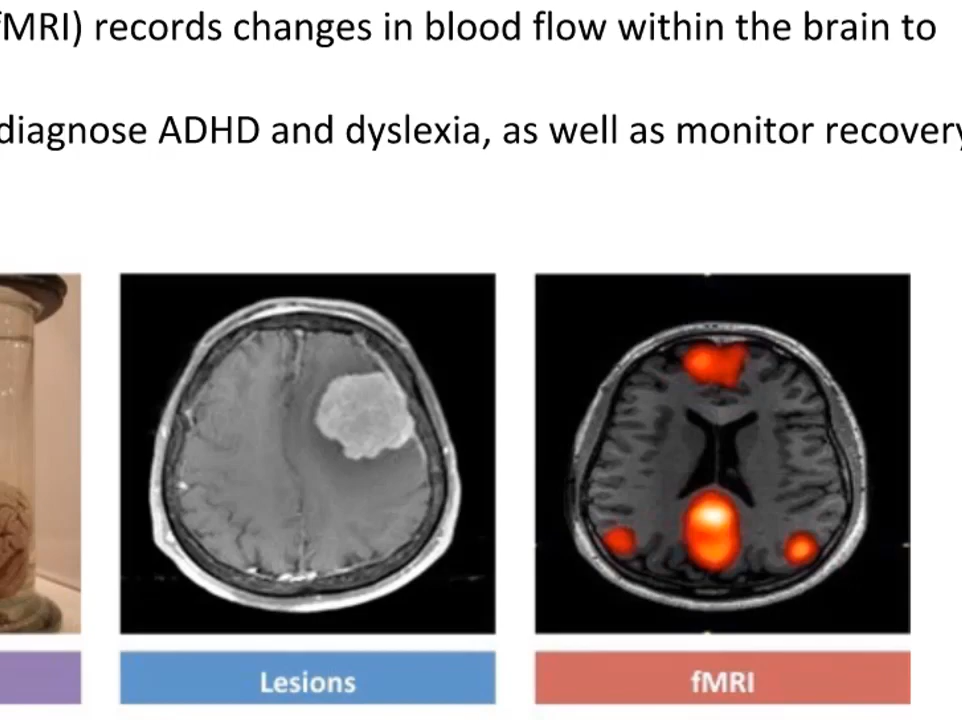 fMRI) records changes in blood flow within the brain to
diagnose ADHD and dyslexia, as well as monitor recovery
Lesions
fMRI